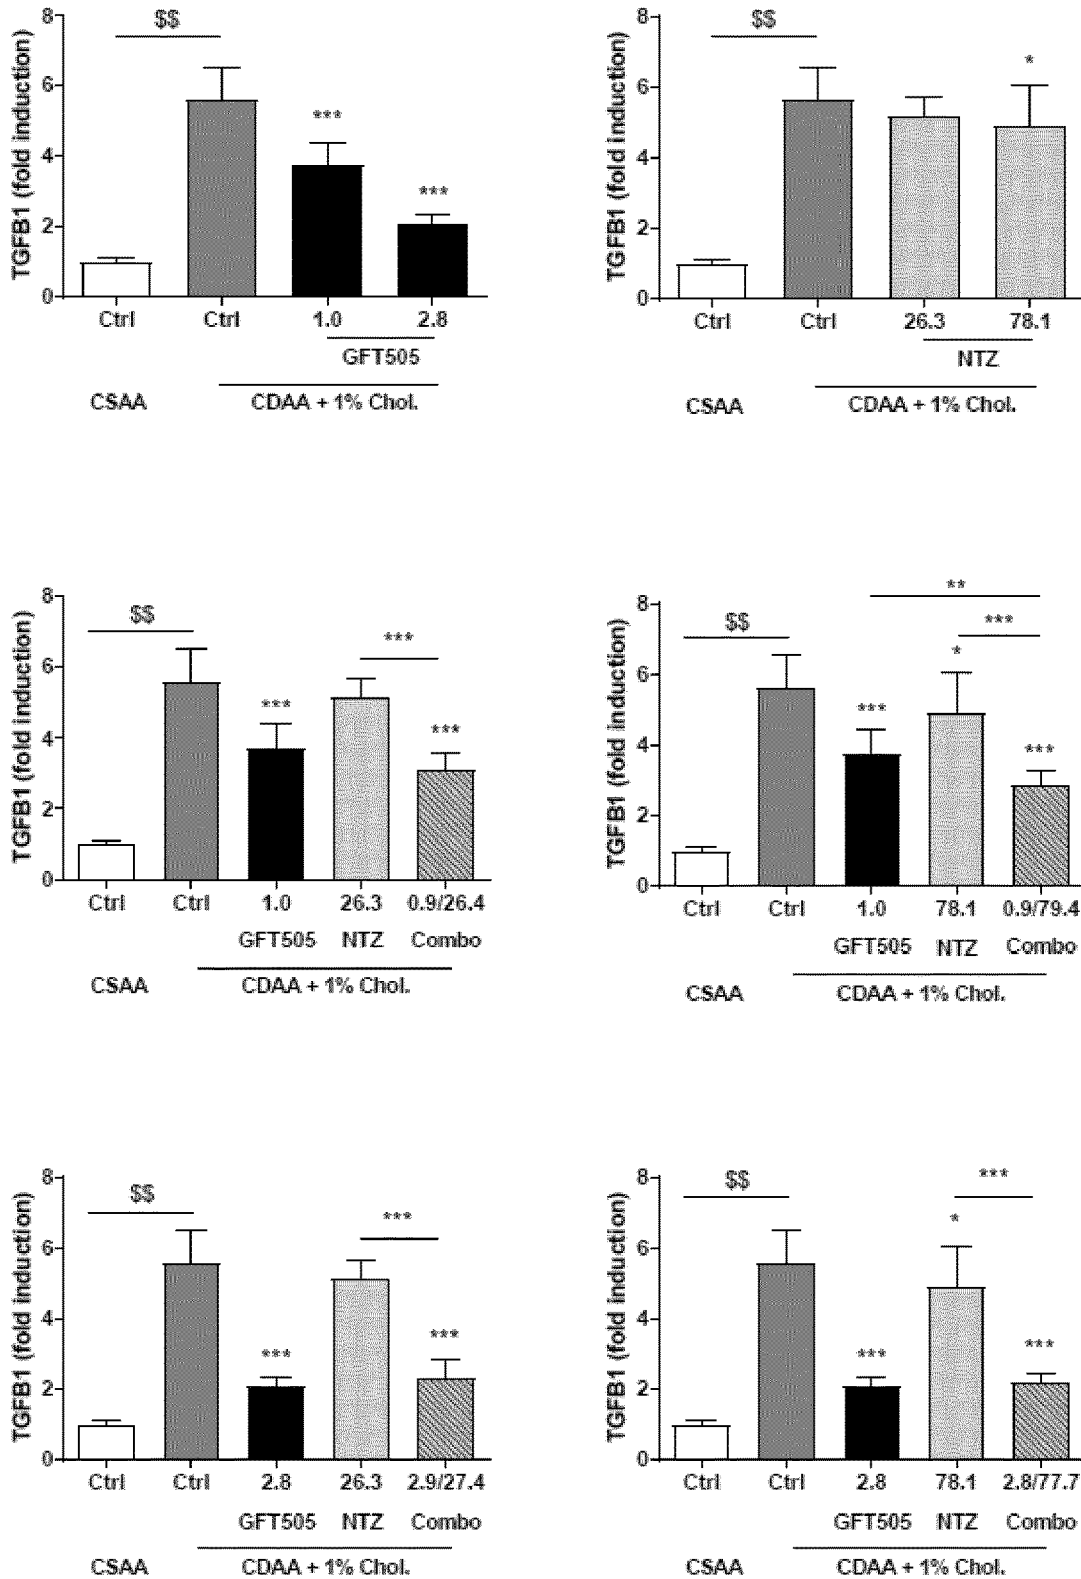 8
$$
6
***
4
***
2
0
TGFB1 (fold induction)
Ctrl Ctrl 1.0 2.8
GFT505
CSAA CDAA + 1% Chol.
8
$$
*
6
4
2
0
TGFB1 (fold induction)
Ctrl Ctrl 26.3 78.1
NTZ
CSAA CDAA + 1% Chol.
8
$$
***
6
***
***
4
2
0
TGFB1 (fold induction)
Ctrl Ctrl 1.0 26.3 0.9/26.4
GFT505 NTZ Combo
CSAA CDAA + 1% Chol.
**
8
$$ ***
*
6
***
4
***
2
0
TGFB1 (fold induction)
Ctrl Ctrl 1.0 78.1 0.9/79.4
GFT505 NTZ Combo
CSAA CDAA + 1% Chol.
8
$$
***
6
4
***
***
2
0
TGFB1 (fold induction)
Ctrl Ctrl 2.8 26.3 2.9/27.4
GFT505 NTZ Combo
CSAA CDAA + 1% Chol.
8
$$ ***
*
6
4
*** ***
2
0
TGFB1 (fold induction)
Ctrl Ctrl 2.8 78.1 2.8/77.7
GFT505 NTZ Combo
CSAA CDAA + 1% Chol.